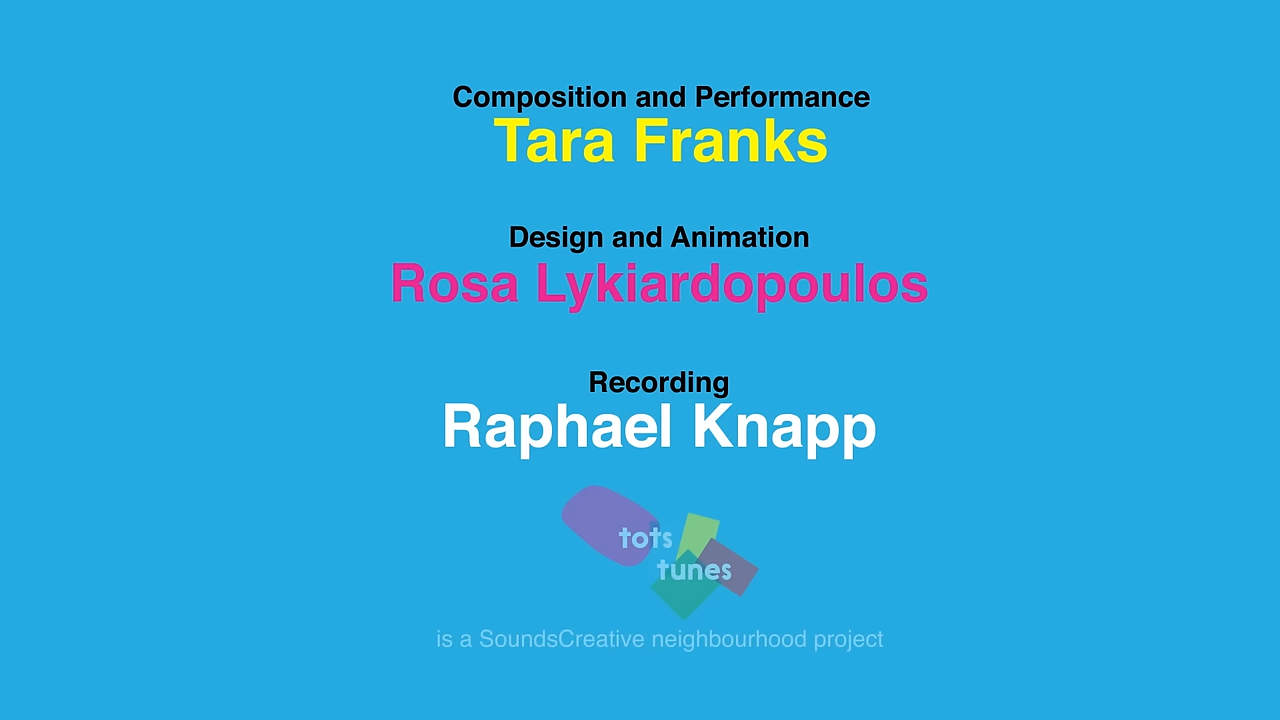 Composition and Performance
Tara Franks
Design and Animation
Rosa Lykiardopoulos
Recording
Raphael Knapp
tots
tunes
is a SoundsCreative neighbourhood project